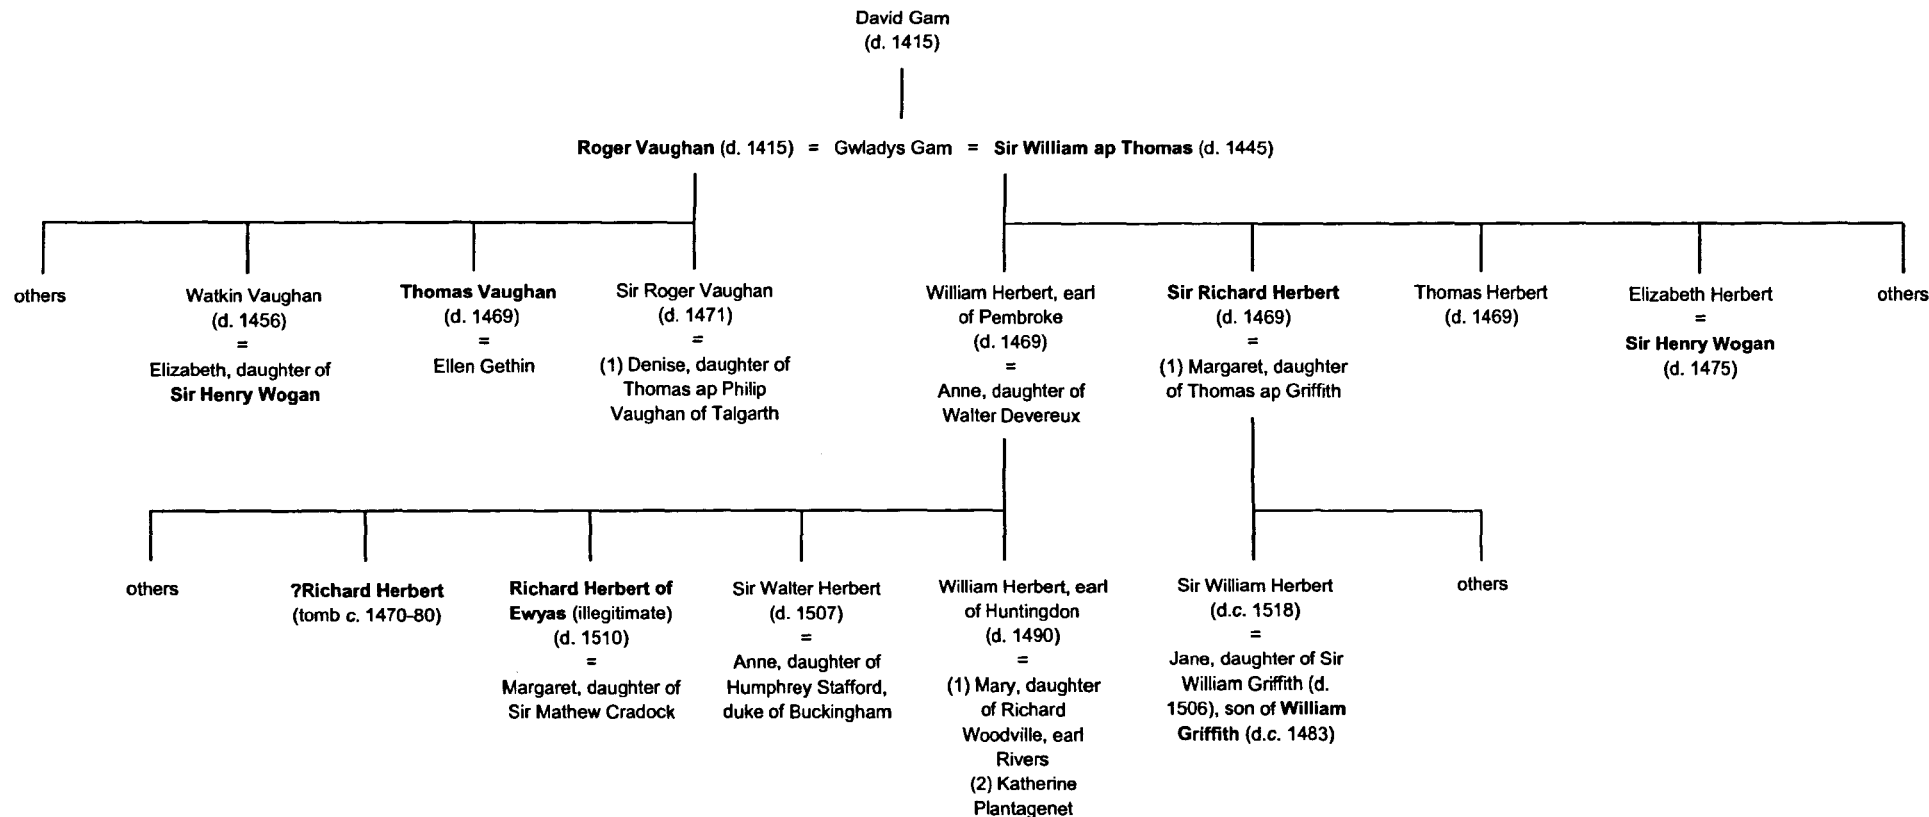 David Gam
(d. 1415)
Roger Vaughan (d. 1415) = Gwladys Gam = Sir William ap Thomas (d. 1445)
others
Watkin Vaughan
(d. 1456)
=
Elizabeth, daughter of
Sir Henry Wogan
Thomas Vaughan
(d. 1469)
=
Ellen Gethin
Sir Roger Vaughan
(d. 1471)
=
(1) Denise, daughter of
Thomas ap Philip
Vaughan of Talgarth
William Herbert, earl
of Pembroke
(d. 1469)
=
Anne, daughter of
Walter Devereux
Sir Richard Herbert
(d. 1469)
=
(1) Margaret, daughter
of Thomas ap Griffith
Thomas Herbert
(d. 1469)
Elizabeth Herbert
=
Sir Henry Wogan
(d. 1475)
others
others
?Richard Herbert
(tomb c. 1470-80)
Richard Herbert of
Ewyas (illegitimate)
(d. 1510)
=
Margaret, daughter of
Sir Mathew Cradock
Sir Walter Herbert
(d. 1507)
=
Anne, daughter of
Humphrey Stafford,
duke of Buckingham
William Herbert, earl
of Huntingdon
(d. 1490)
=
(1) Mary, daughter
of Richard
Woodville, earl
Rivers
(2) Katherine
Plantagenet
Sir William Herbert
(d.c. 1518)
=
Jane, daughter of Sir
William Griffith (d.
1506), son of William
Griffith (d.c. 1483)
others